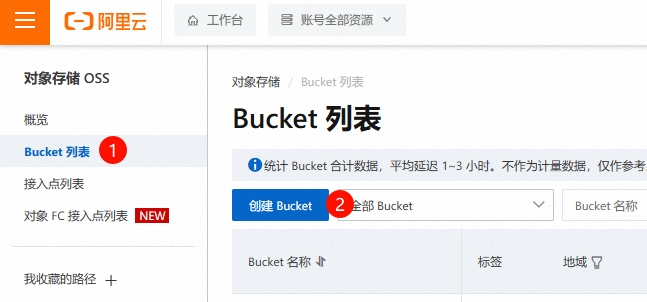 阿里云 工作台 账号全部资源
对象存储 OSS
概览
Bucket 列表 1
接入点列表
对象 FC 接入点列表 NEW
我收藏的路径 +
对象存储 / Bucket 列表
Bucket 列表
统计 Bucket 合计数据，平均延迟 1~3 小时。不作为计量数据，仅作参考
创建 Bucket 2 全部 Bucket Bucket 名称
Bucket 名称 标签 地域